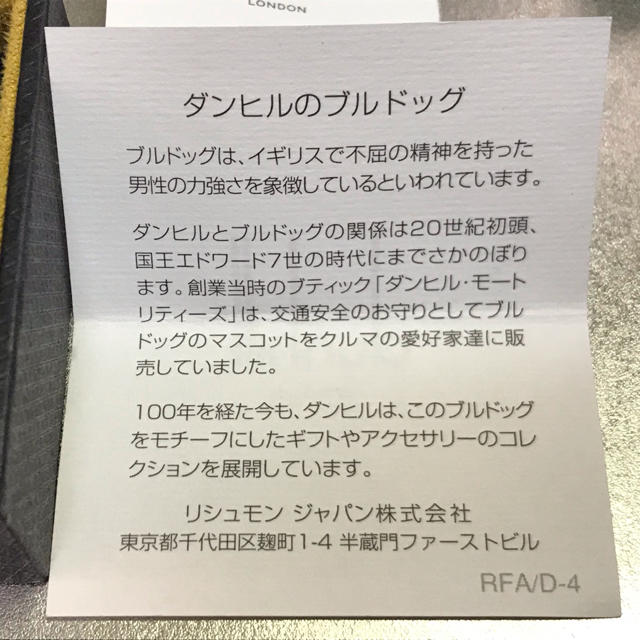 LONDON
ダンヒルのブルドッグ
ブルドッグは、イギリスで不屈の精神を持った
男性の力強さを象徴しているといわれています。
ダンヒルとブルドッグの関係は20世紀初頭、
国王エドワード7世の時代にまでさかのぼり
ます。創業当時のブティック「ダンヒル・モート
リティーズ」は、交通安全のお守りとしてブル
ドッグのマスコットをクルマの愛好家達に販
売していました。
100年を経た今も、ダンヒルは、このブルドッグ
をモチーフにしたギフトやアクセサリーのコレ
クションを展開しています。
リシュモン ジャパン株式会社
東京都千代田区麹町1-4 半蔵門ファーストビル
RFA/D-4